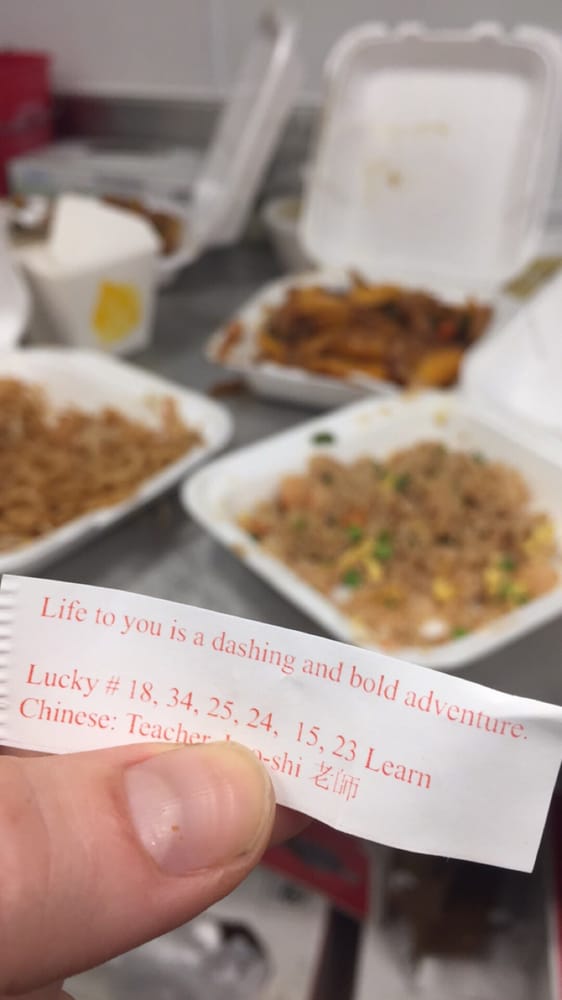 Life to you is a dashing and bold adventure.
Lucky # 18, 34, 25, 24, 15, 23 Learn
Chinese: Teacher -shi 老師